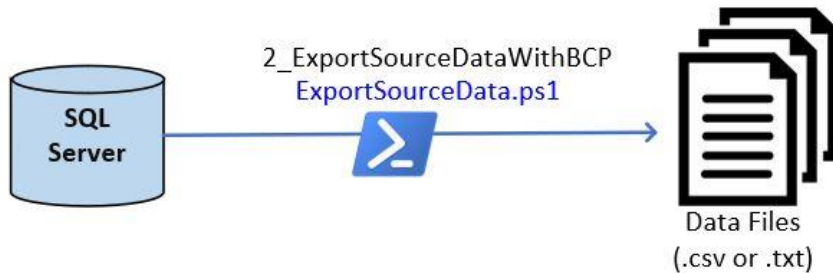 2_ExportSourceDataWithBCP
ExportSourceData.ps1
SQL
Server
Data Files
(.csv or .txt)